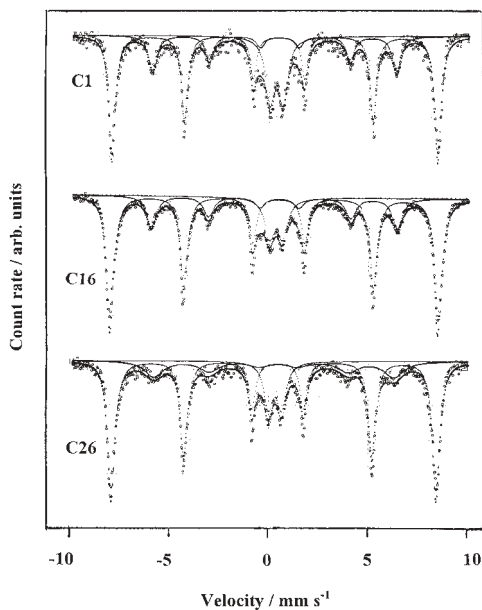 C1
C16
C26
Count rate / arb. units
-10 -5 0 5 10
Velocity / mm s⁻¹